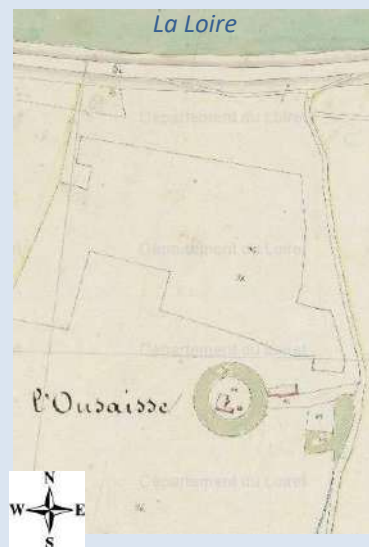 La Loire
Département du Loiret
Département du Loiret
Département du Loiret
l'Ousaisse
Département du Loiret
N
W E
S